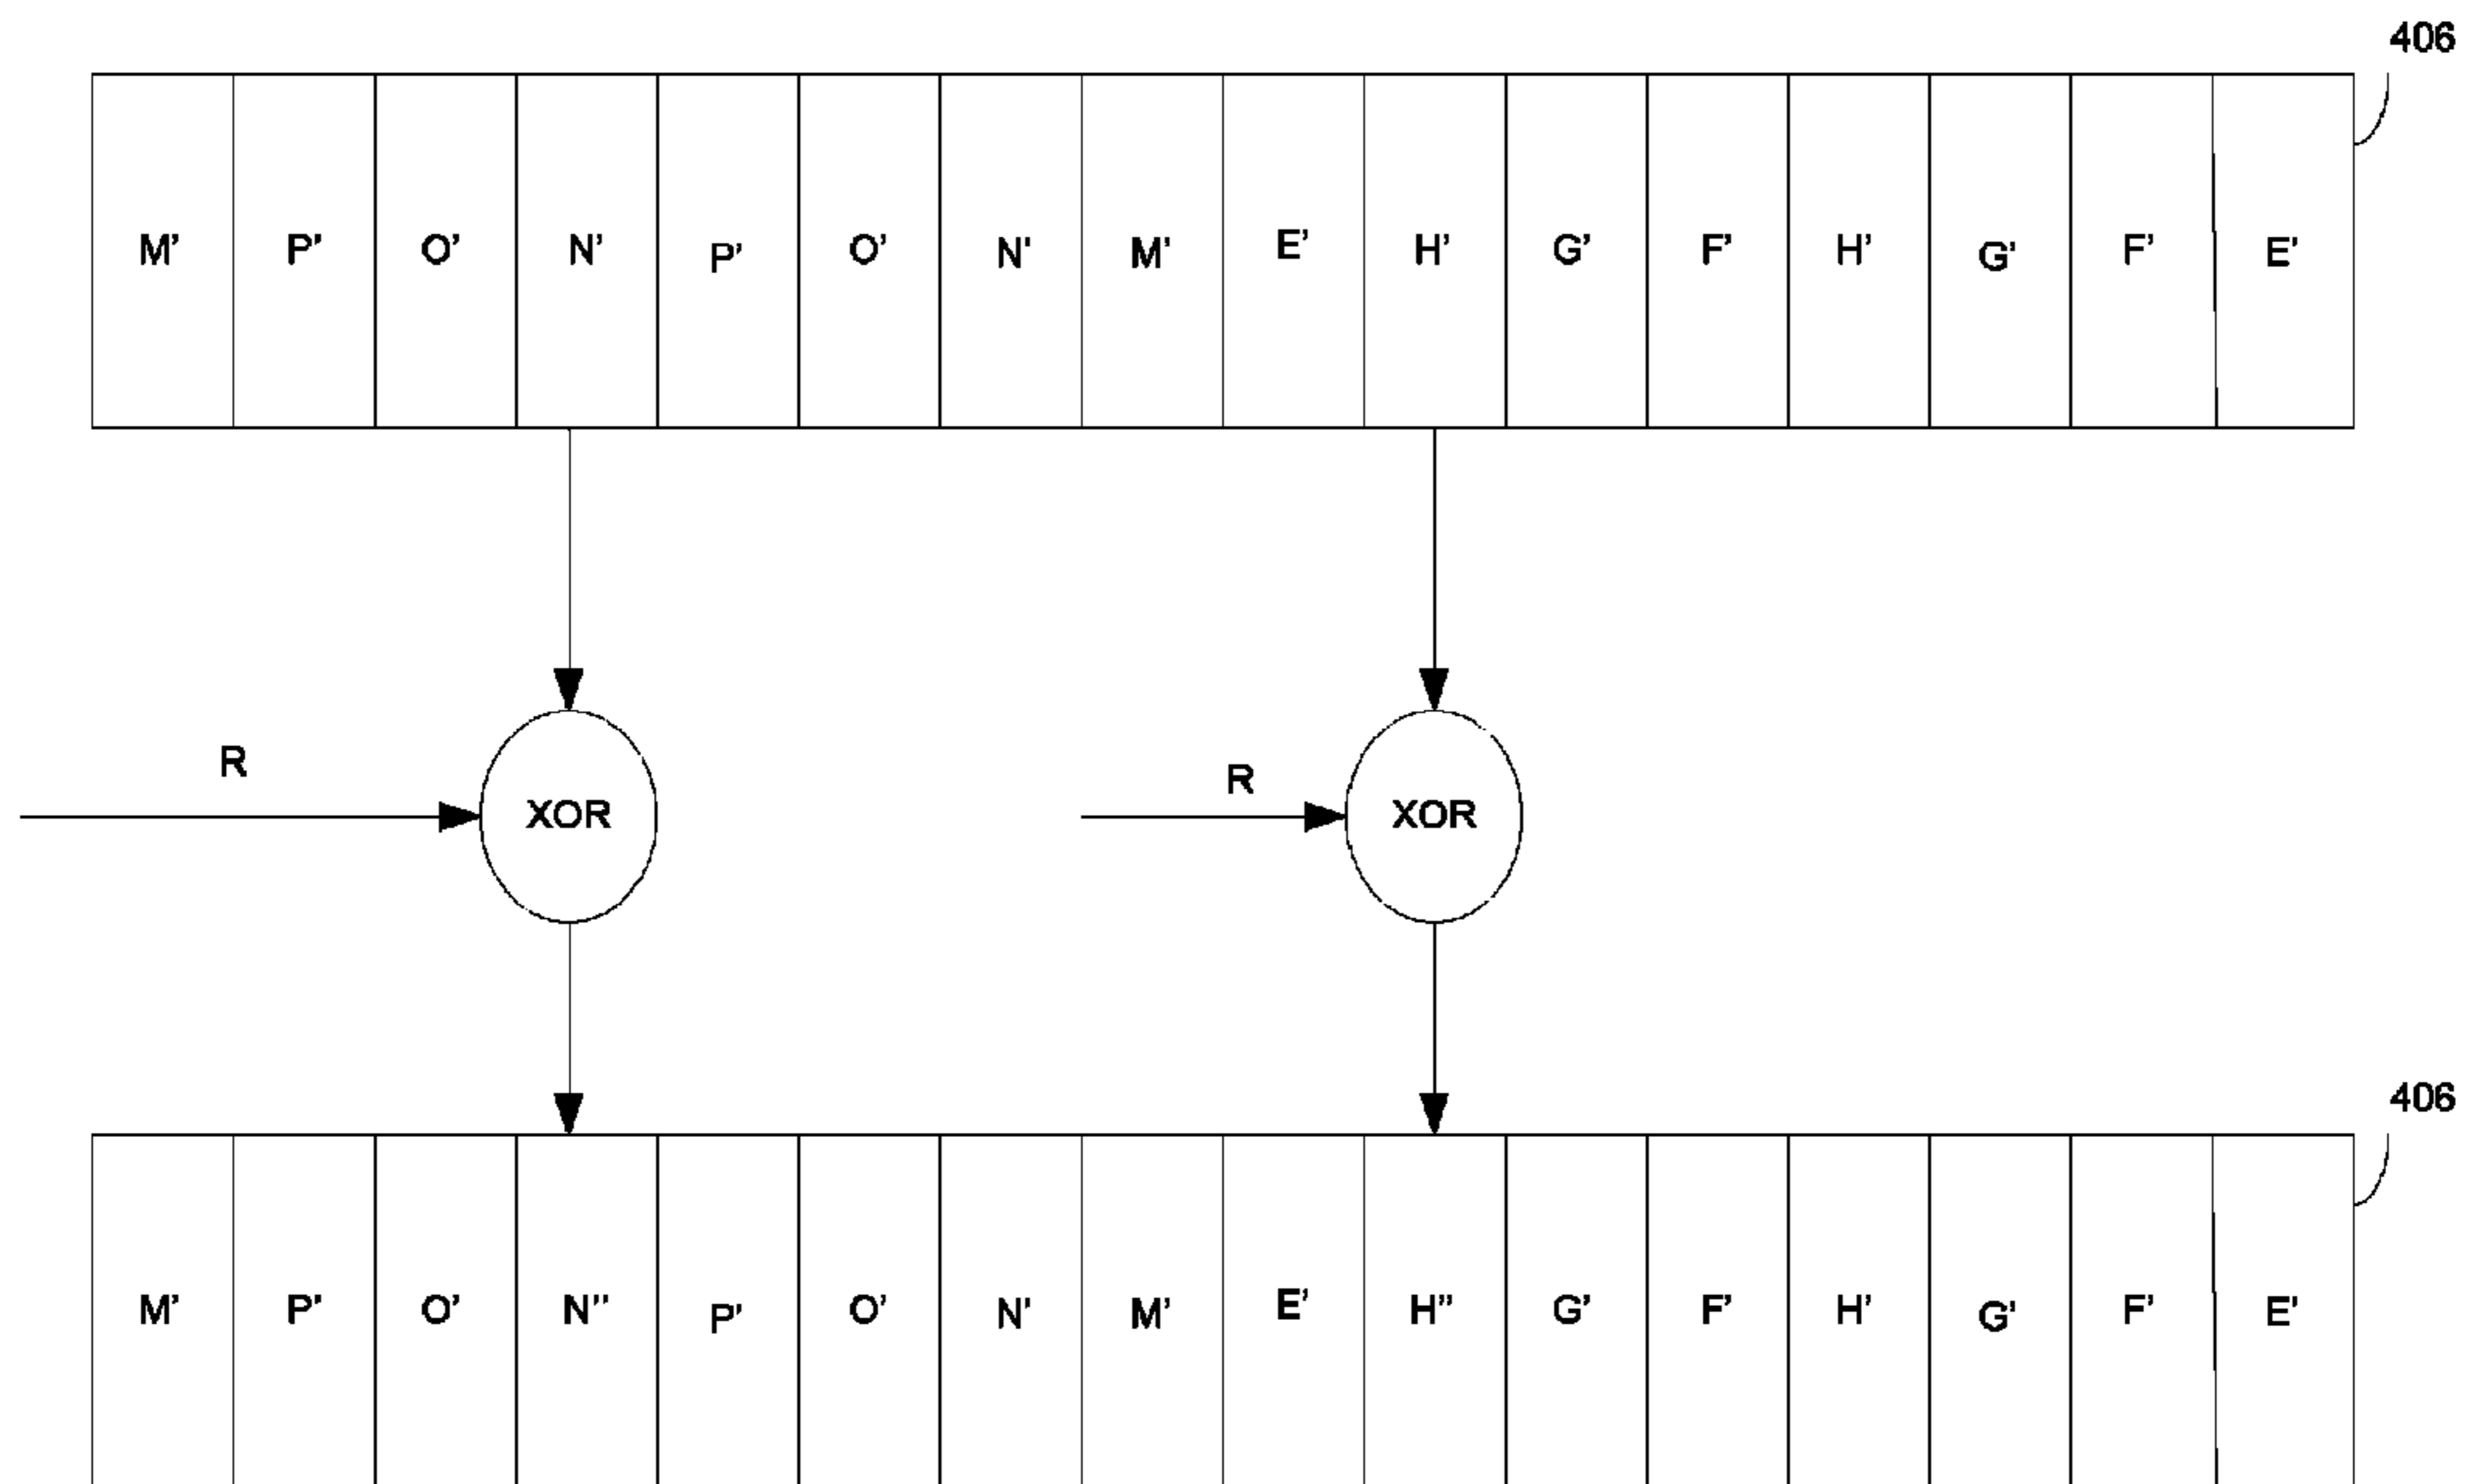 406
M' P' O' N' P' O' N' M' E' H' G' F' H' G' F' E'
R R
XOR XOR
406
M' P' O' N'' P' O' N' M' E' H'' G' F' H' G' F' E'